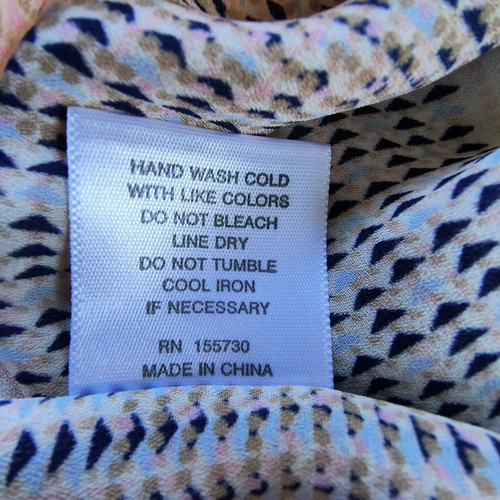 HAND WASH COLD
WITH LIKE COLORS
DO NOT BLEACH
LINE DRY
DO NOT TUMBLE
COOL IRON
IF NECESSARY
RN 155730
MADE IN CHINA